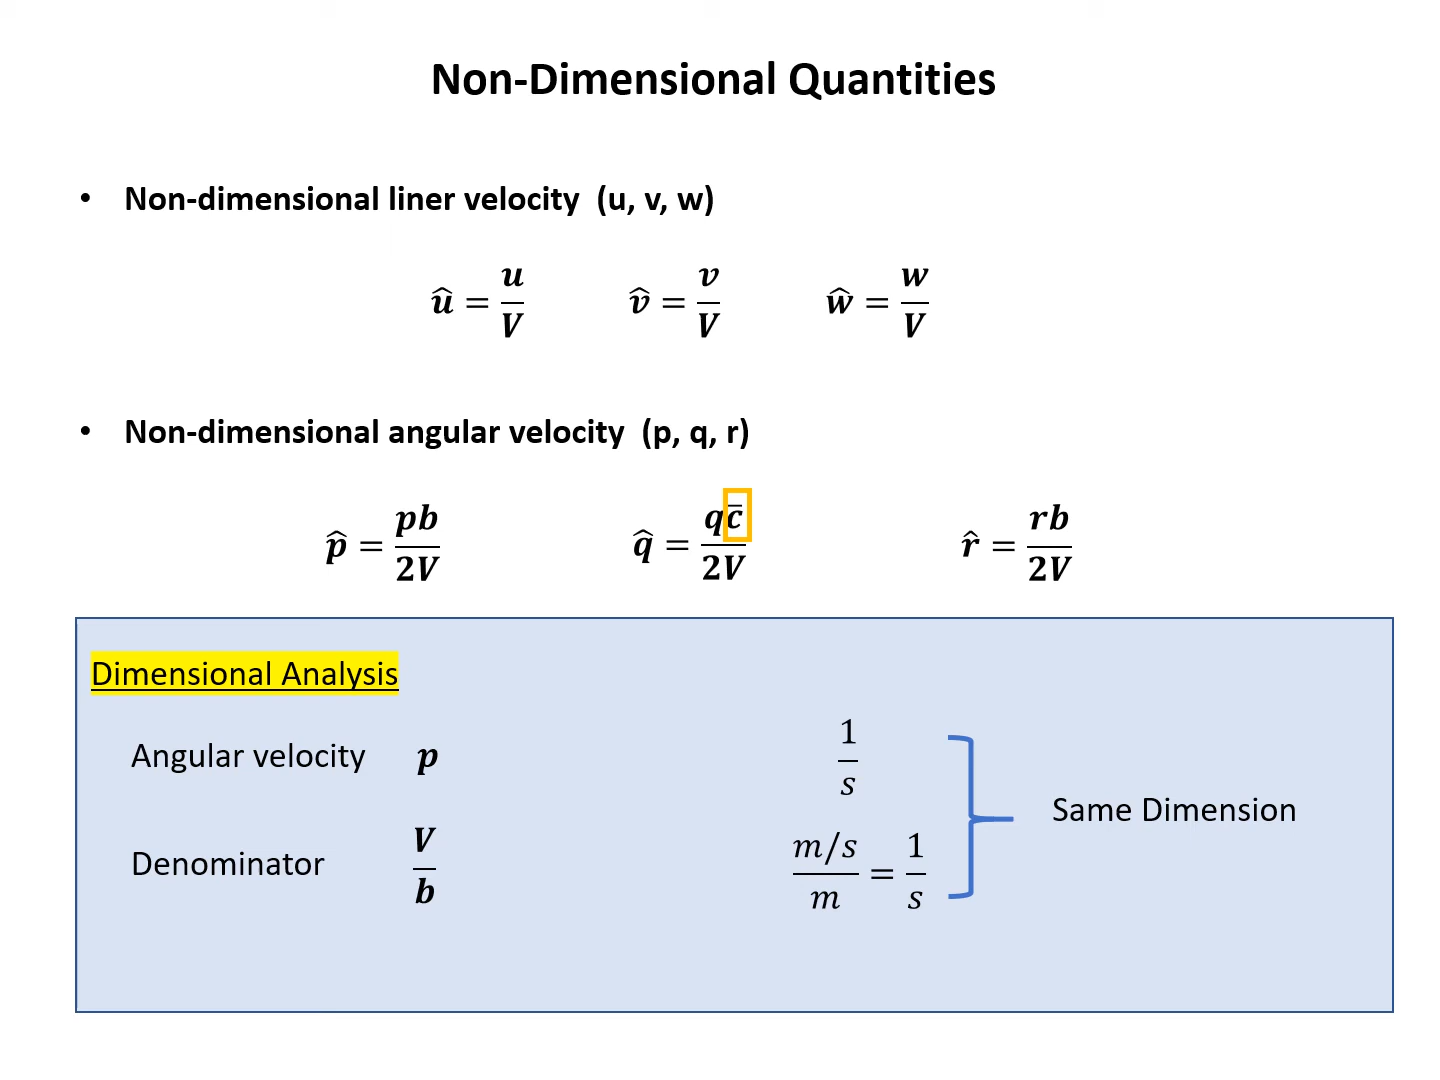 Non-Dimensional Quantities
• Non-dimensional liner velocity (u, v, w)
û = u/V   v̂ = v/V   ŵ = w/V
• Non-dimensional angular velocity (p, q, r)
p̂ = pb/2V   q̂ = qc̅/2V   r̂ = rb/2V
Dimensional Analysis
Angular velocity   p   1/s
Same Dimension
Denominator   V/b   (m/s)/m = 1/s